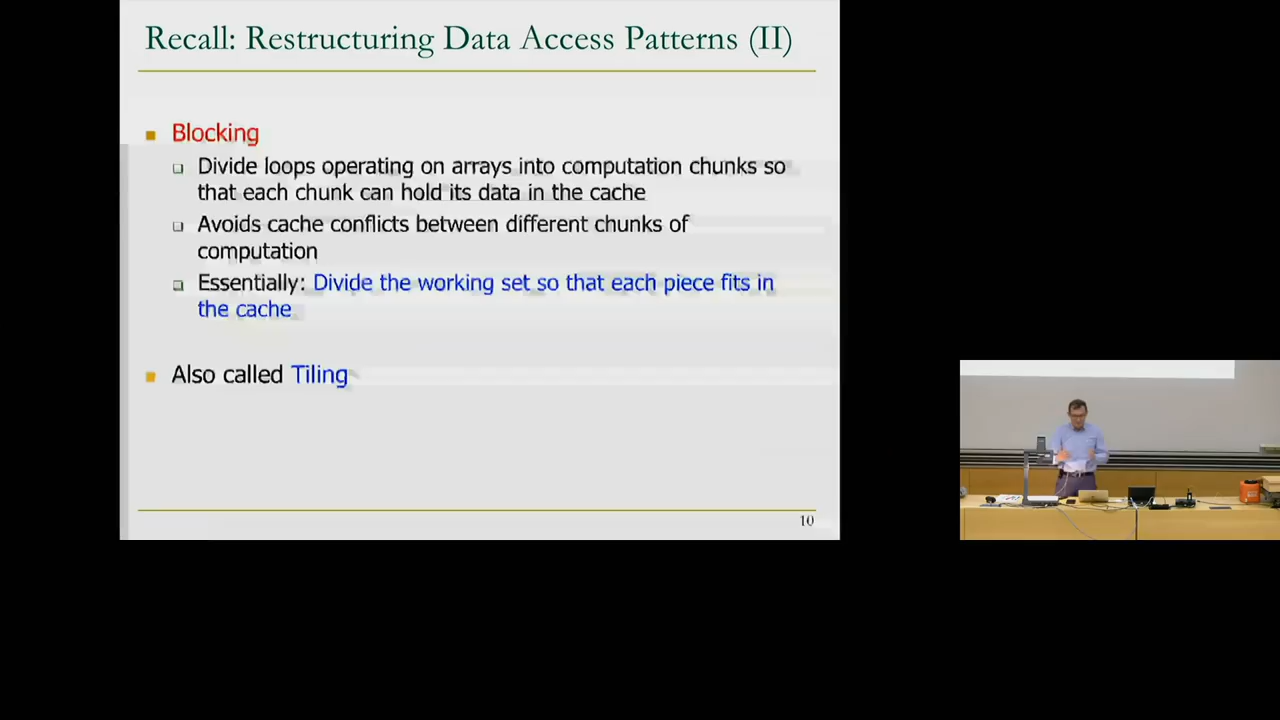 Recall: Restructuring Data Access Patterns (II)
Blocking
Divide loops operating on arrays into computation chunks so
that each chunk can hold its data in the cache
Avoids cache conflicts between different chunks of
computation
Essentially: Divide the working set so that each piece fits in
the cache
Also called Tiling
10